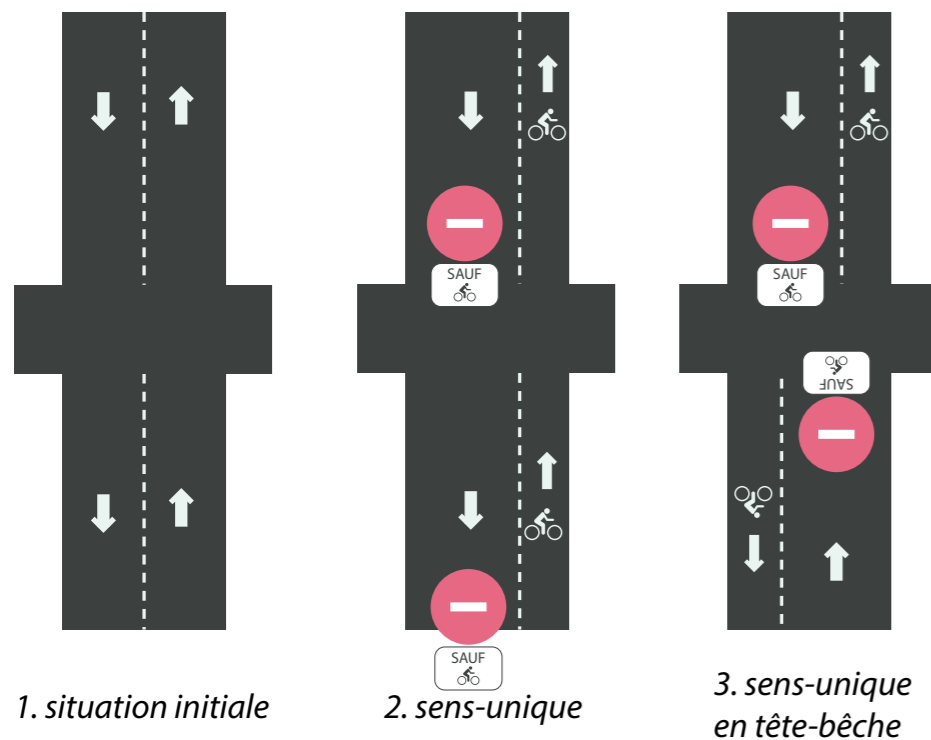 SAUF
SAUF
SAUF
SAUF
1. situation initiale
2. sens-unique
3. sens-unique
en tête-bêche